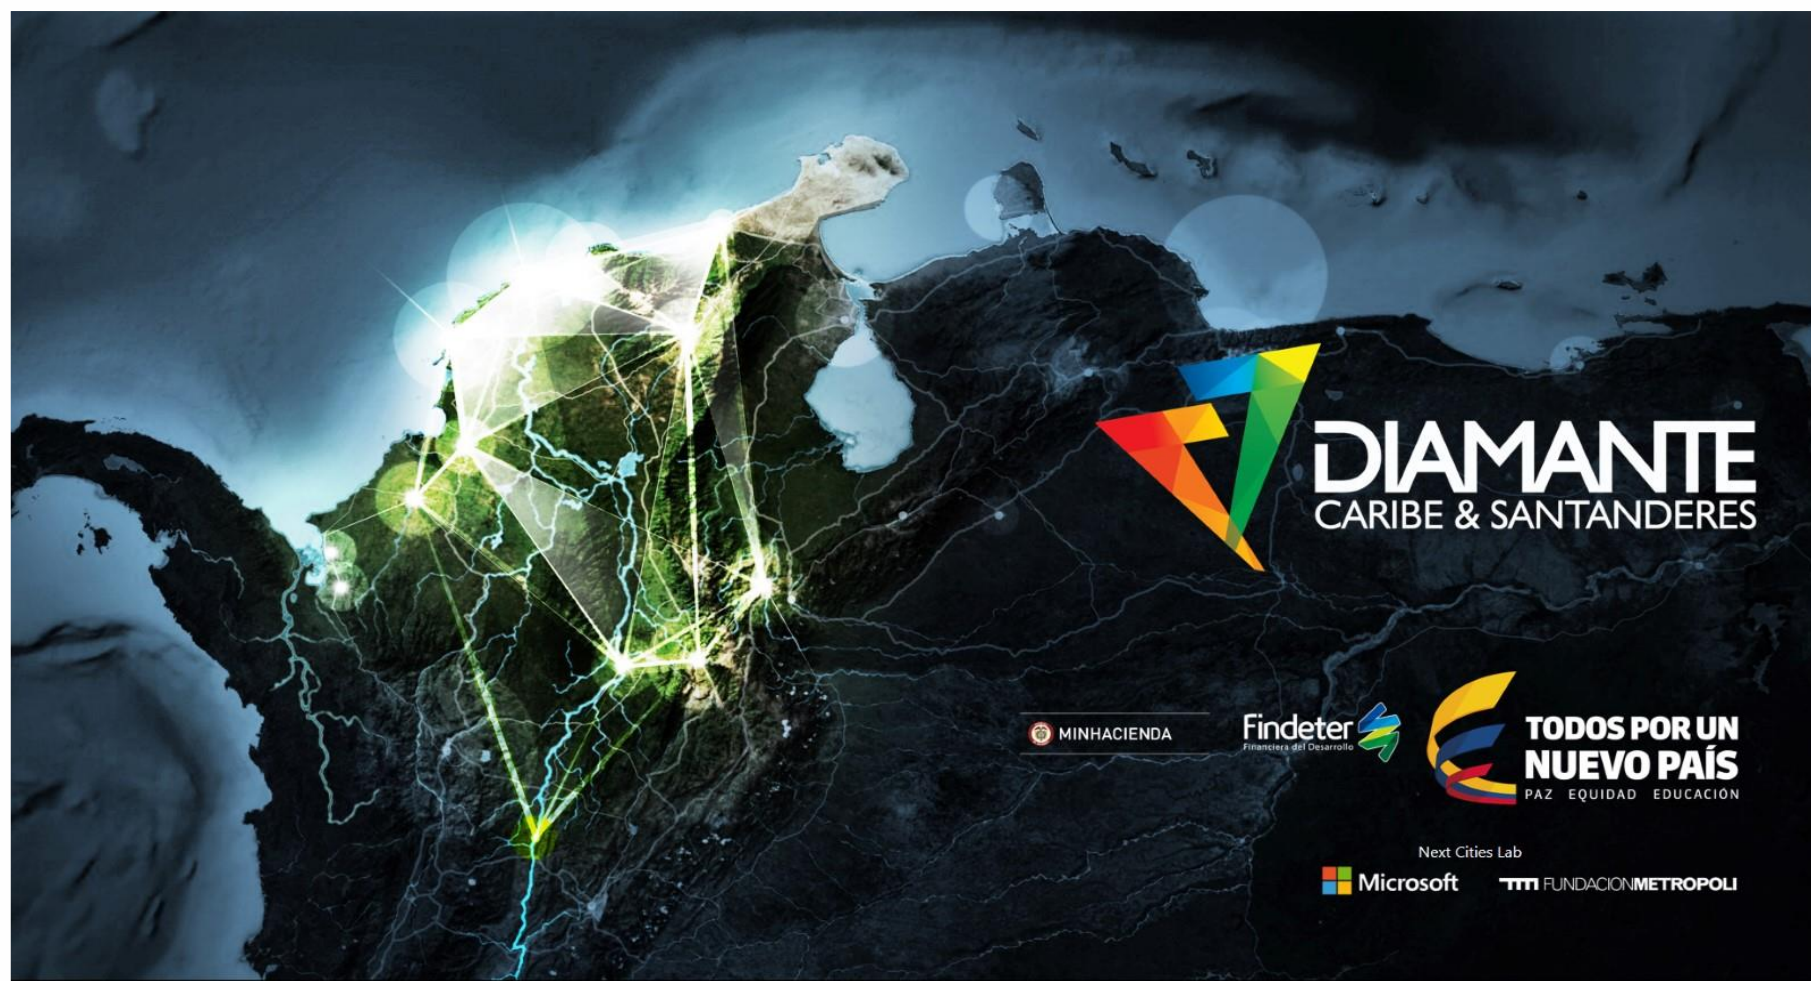 DIAMANTE
CARIBE & SANTANDERES
MINHACIENDA
Findeter
Financiera del Desarrollo
TODOS POR UN
NUEVO PAÍS
PAZ EQUIDAD EDUCACIÓN
Next Cities Lab
Microsoft
FUNDACIONMETROPOLI